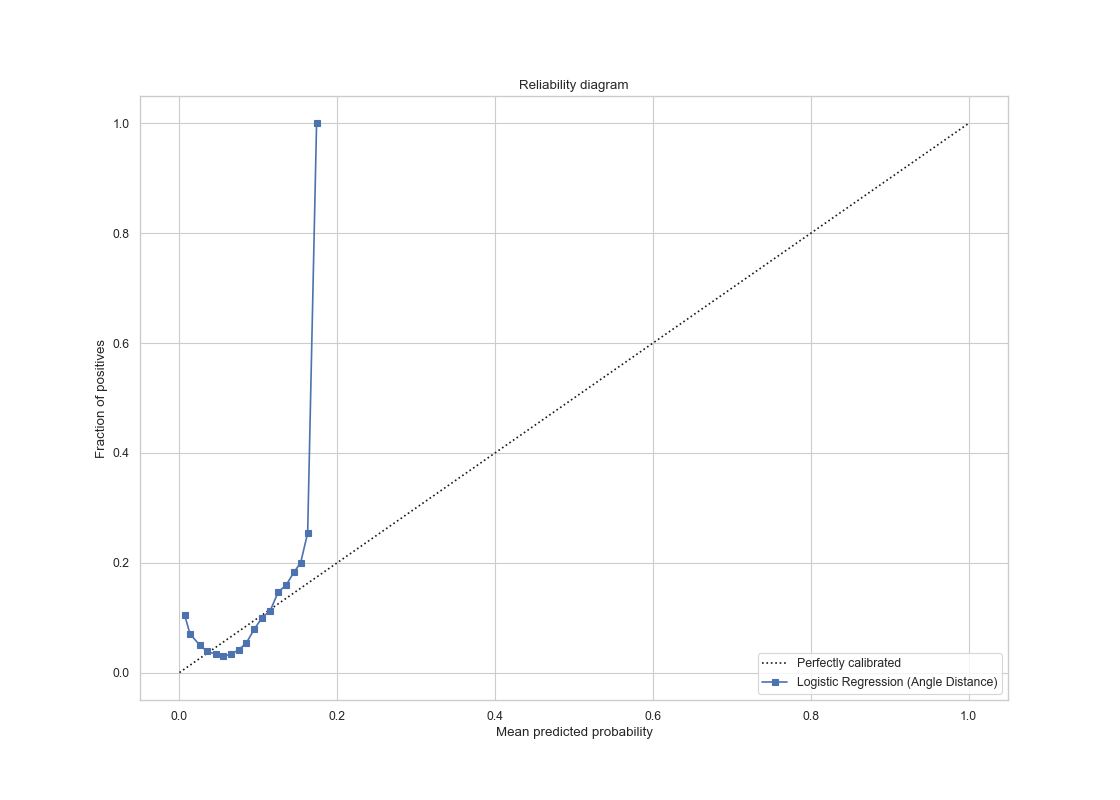 Reliability diagram
Fraction of positives
1.0
0.8
0.6
0.4
0.2
0.0
0.0 0.2 0.4 0.6 0.8 1.0
Mean predicted probability
Perfectly calibrated
Logistic Regression (Angle Distance)